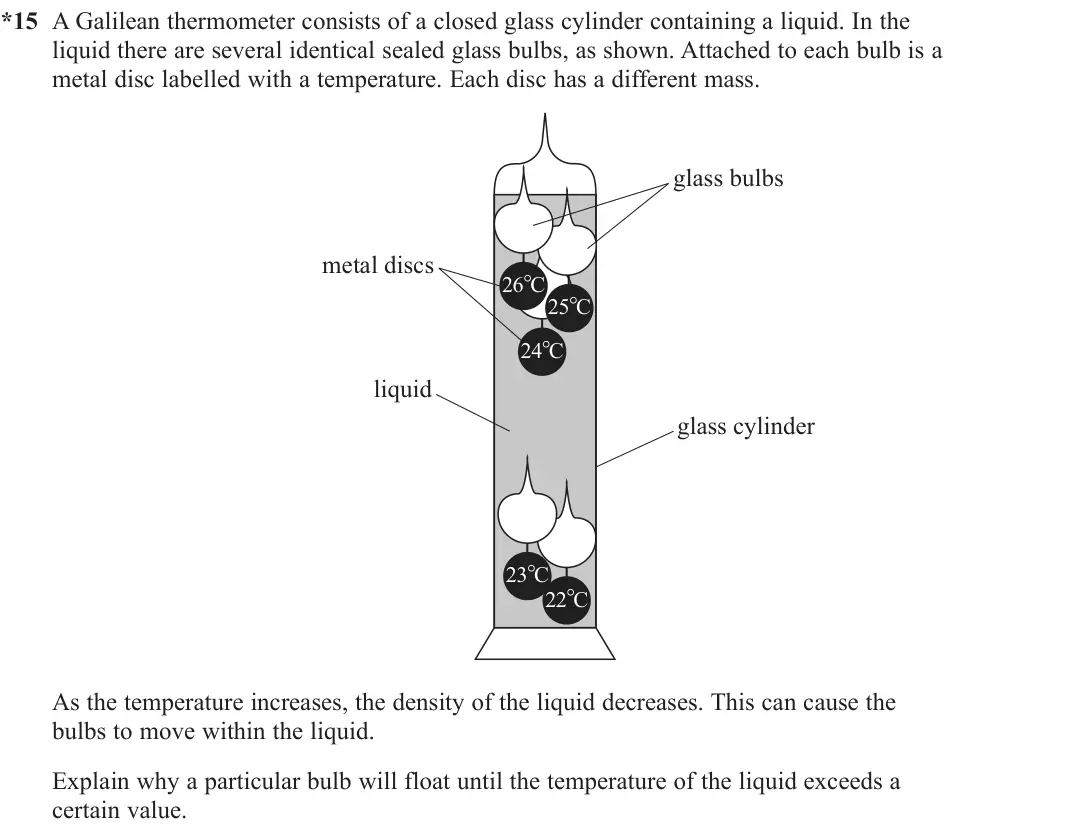 *15 A Galilean thermometer consists of a closed glass cylinder containing a liquid. In the
liquid there are several identical sealed glass bulbs, as shown. Attached to each bulb is a
metal disc labelled with a temperature. Each disc has a different mass.
glass bulbs
metal discs
26°C
25°C
24°C
liquid
glass cylinder
23°C
22°C
As the temperature increases, the density of the liquid decreases. This can cause the
bulbs to move within the liquid.
Explain why a particular bulb will float until the temperature of the liquid exceeds a
certain value.